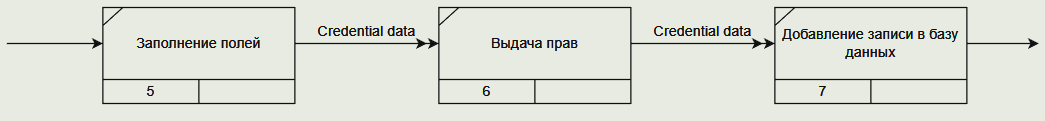 Заполнение полей
5
Credential data
Выдача прав
6
Credential data
Добавление записи в базу
данных
7